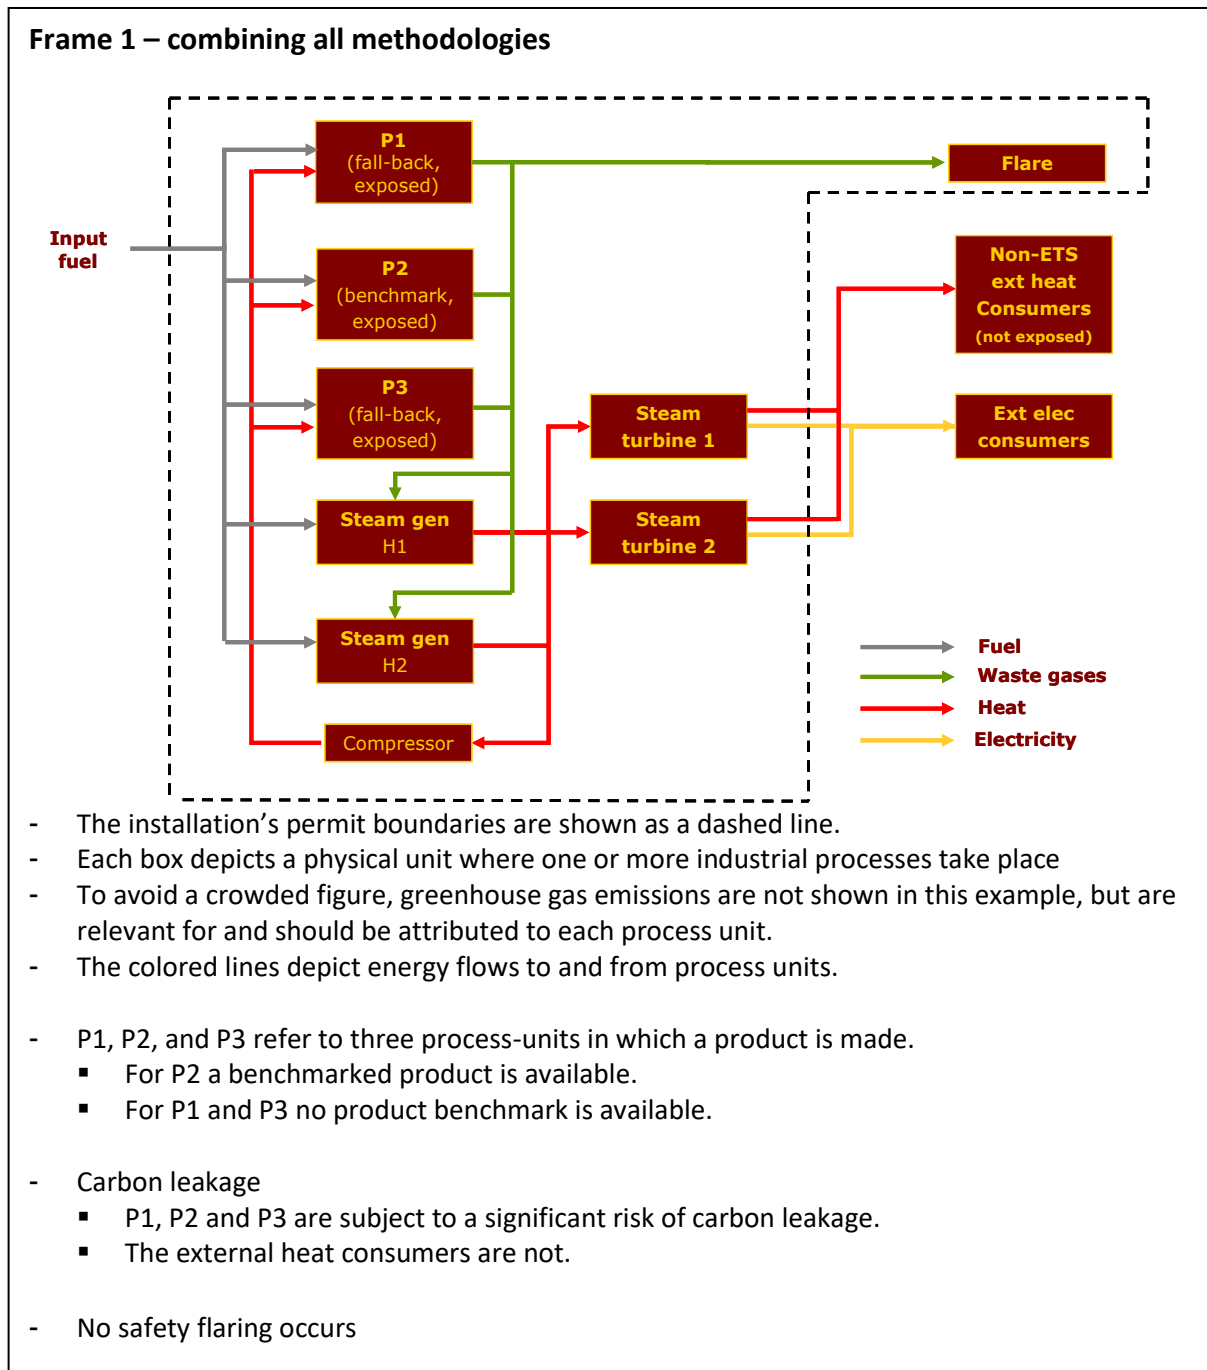 Frame 1 – combining all methodologies
P1
(fall-back,
exposed)
Flare
Input
fuel
P2
(benchmark,
exposed)
Non-ETS
ext heat
Consumers
(not exposed)
P3
(fall-back,
exposed)
Steam
turbine 1
Ext elec
consumers
Steam gen
H1
Steam
turbine 2
Steam gen
H2
Fuel
Waste gases
Heat
Electricity
Compressor
- The installation’s permit boundaries are shown as a dashed line.
- Each box depicts a physical unit where one or more industrial processes take place
- To avoid a crowded figure, greenhouse gas emissions are not shown in this example, but are
relevant for and should be attributed to each process unit.
- The colored lines depict energy flows to and from process units.
- P1, P2, and P3 refer to three process-units in which a product is made.
▪ For P2 a benchmarked product is available.
▪ For P1 and P3 no product benchmark is available.
- Carbon leakage
▪ P1, P2 and P3 are subject to a significant risk of carbon leakage.
▪ The external heat consumers are not.
- No safety flaring occurs